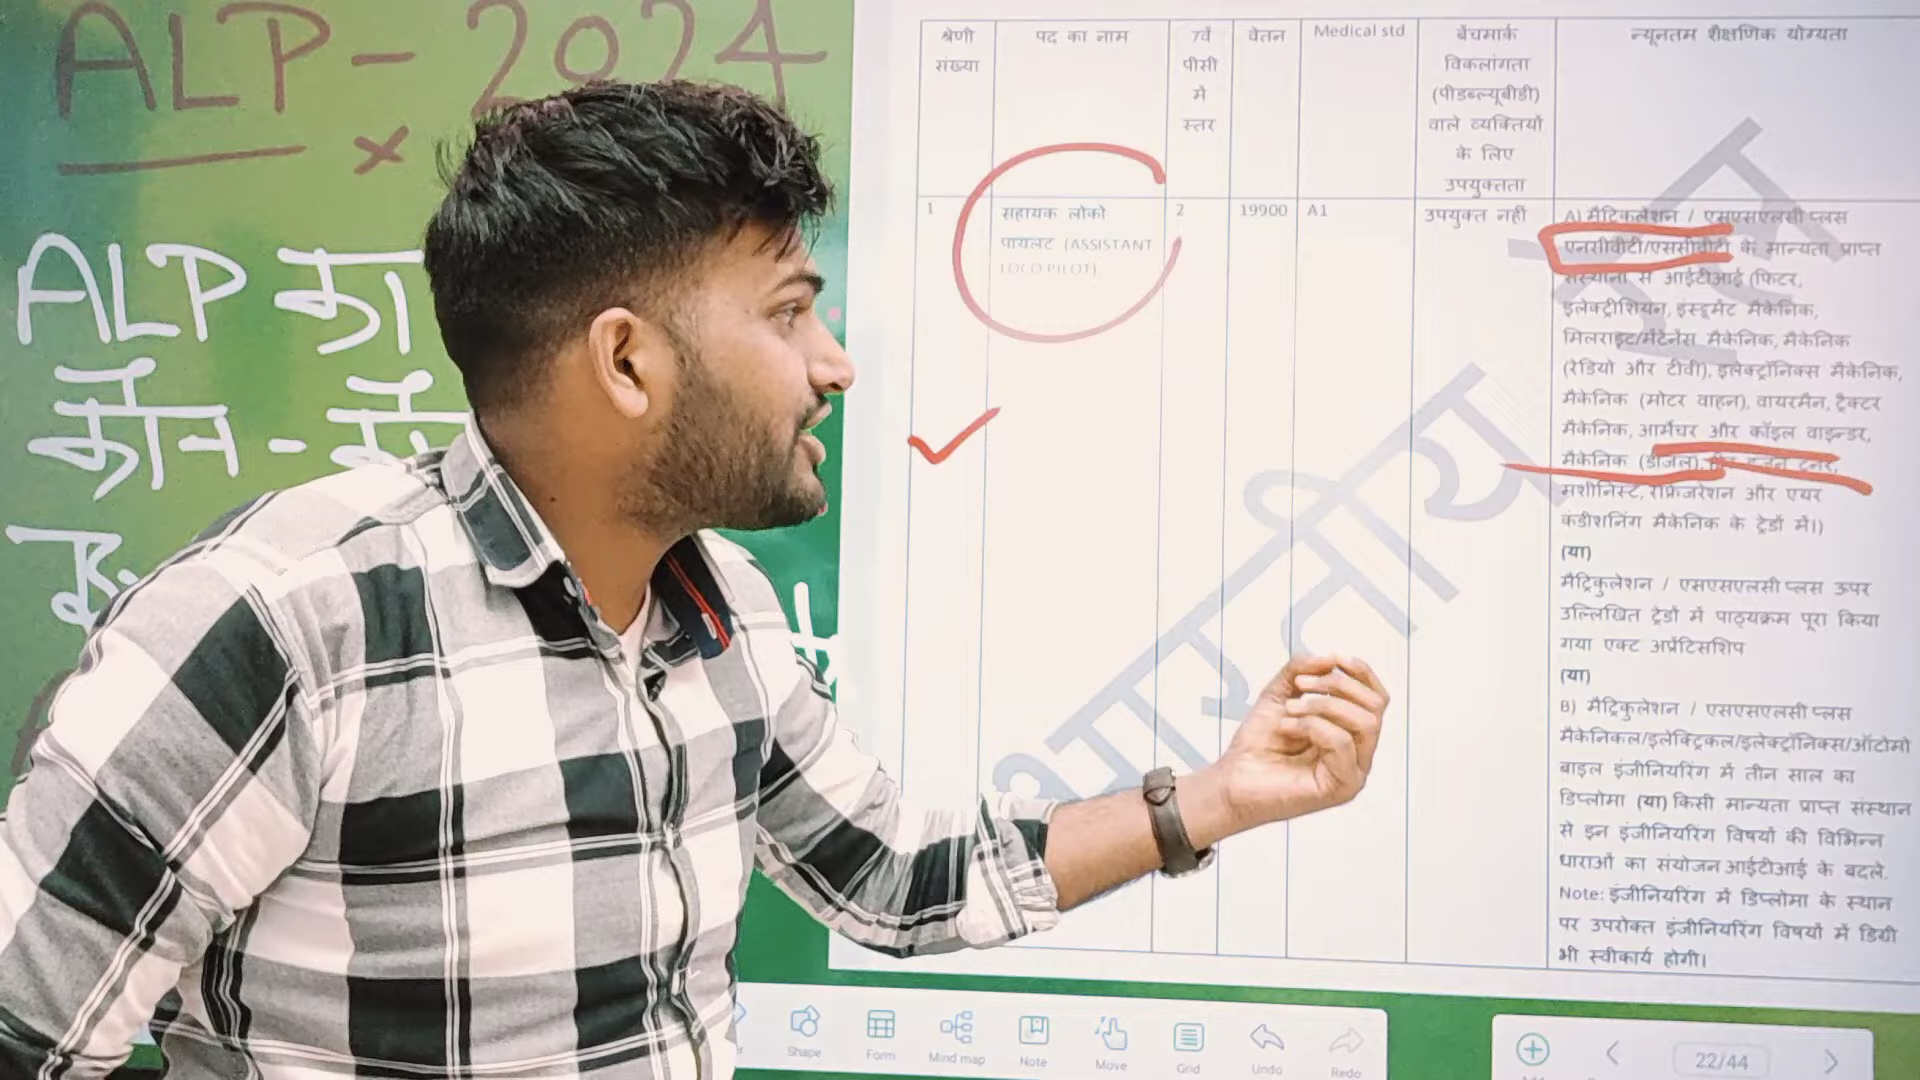 ALP - 2024
×
ALP का
कौन - कौ
श्रेणी
संख्या
पद का नाम
7वें
पीसी
में
स्तर
वेतन
Medical std
बेंचमार्क
विकलांगता
(पीडब्ल्यूबीडी)
वाले व्यक्तियों
के लिए
उपयुक्तता
न्यूनतम शैक्षणिक योग्यता
1
सहायक लोको
पायलट (ASSISTANT
LOCO PILOT)
2
19900
A1
उपयुक्त नहीं
A) मैट्रिकुलेशन / एसएसएलसी प्लस
एनसीवीटी/एससीवीटी के मान्यता प्राप्त
संस्थानों से आईटीआई (फिटर,
इलेक्ट्रीशियन, इंस्ट्रूमेंट मैकेनिक,
मिलराइट/मेंटेनेंस मैकेनिक, मैकेनिक
(रेडियो और टीवी), इलेक्ट्रॉनिक्स मैकेनिक,
मैकेनिक (मोटर वाहन), वायरमैन, ट्रैक्टर
मैकेनिक, आर्मेचर और कॉइल वाइन्डर,
मैकेनिक (डीजल), टर्नर,
मशीनिस्ट, रेफ्रिजरेशन और एयर
कंडीशनिंग मैकेनिक के ट्रेडों में।)
(या)
मैट्रिकुलेशन / एसएसएलसी प्लस ऊपर
उल्लिखित ट्रेडों में पाठ्यक्रम पूरा किया
गया एक्ट अप्रेंटिसशिप
(या)
B) मैट्रिकुलेशन / एसएसएलसी प्लस
मैकेनिकल/इलेक्ट्रिकल/इलेक्ट्रॉनिक्स/ऑटोमो
बाइल इंजीनियरिंग में तीन साल का
डिप्लोमा (या) किसी मान्यता प्राप्त संस्थान
से इन इंजीनियरिंग विषयों की विभिन्न
धाराओं का संयोजन आईटीआई के बदले.
Note: इंजीनियरिंग में डिप्लोमा के स्थान
पर उपरोक्त इंजीनियरिंग विषयों में डिग्री
भी स्वीकार्य होगी।
भारतीय
रेल
Shape
Form
Mind map
Note
Move
Grid
Undo
Redo
22/44